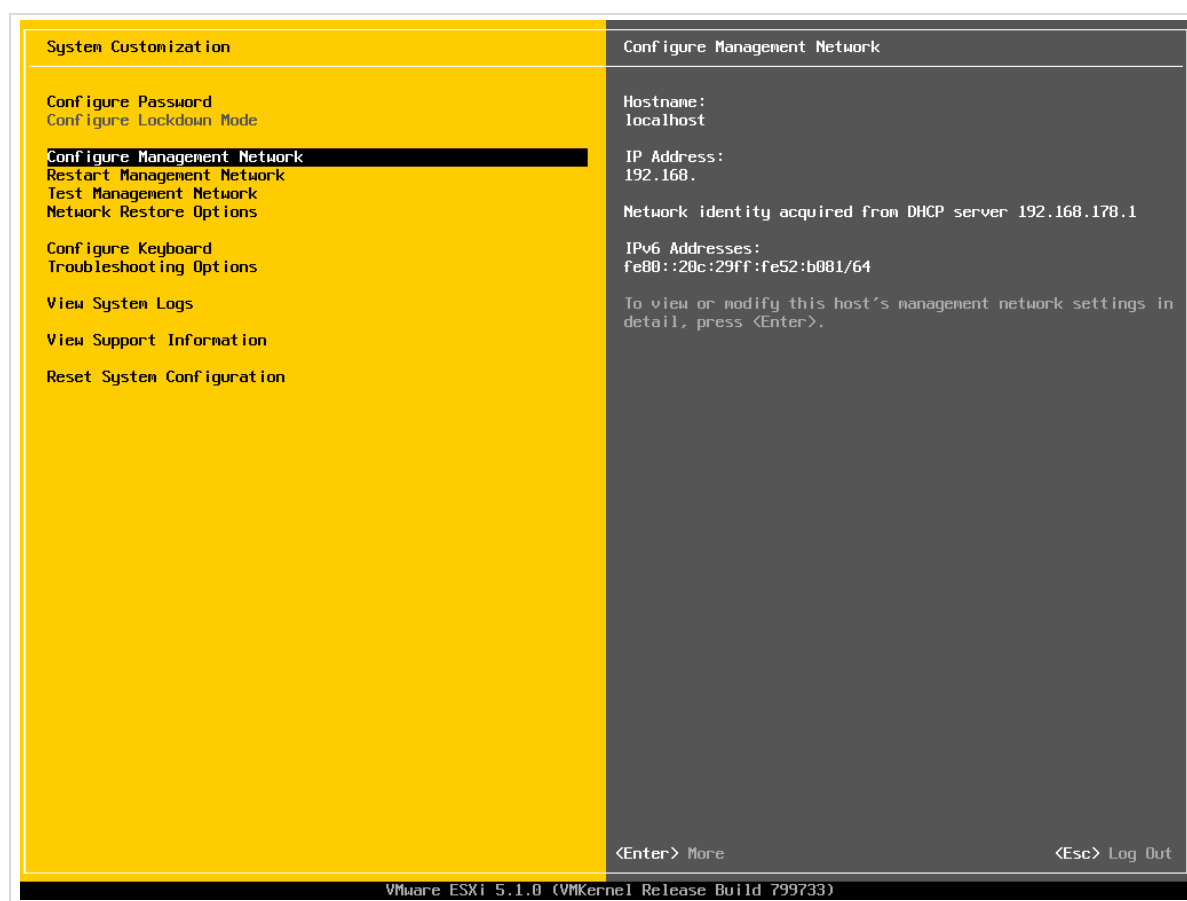 System Customization
Configure Password
Configure Lockdown Mode
Configure Management Network
Restart Management Network
Test Management Network
Network Restore Options
Configure Keyboard
Troubleshooting Options
View System Logs
View Support Information
Reset System Configuration
Configure Management Network
Hostname:
localhost
IP Address:
192.168.
Network identity acquired from DHCP server 192.168.178.1
IPv6 Addresses:
fe80::20c:29ff:fe52:b081/64
To view or modify this host's management network settings in
detail, press <Enter>.
<Enter> More <Esc> Log Out
VMware ESXi 5.1.0 (VMKernel Release Build 799733)